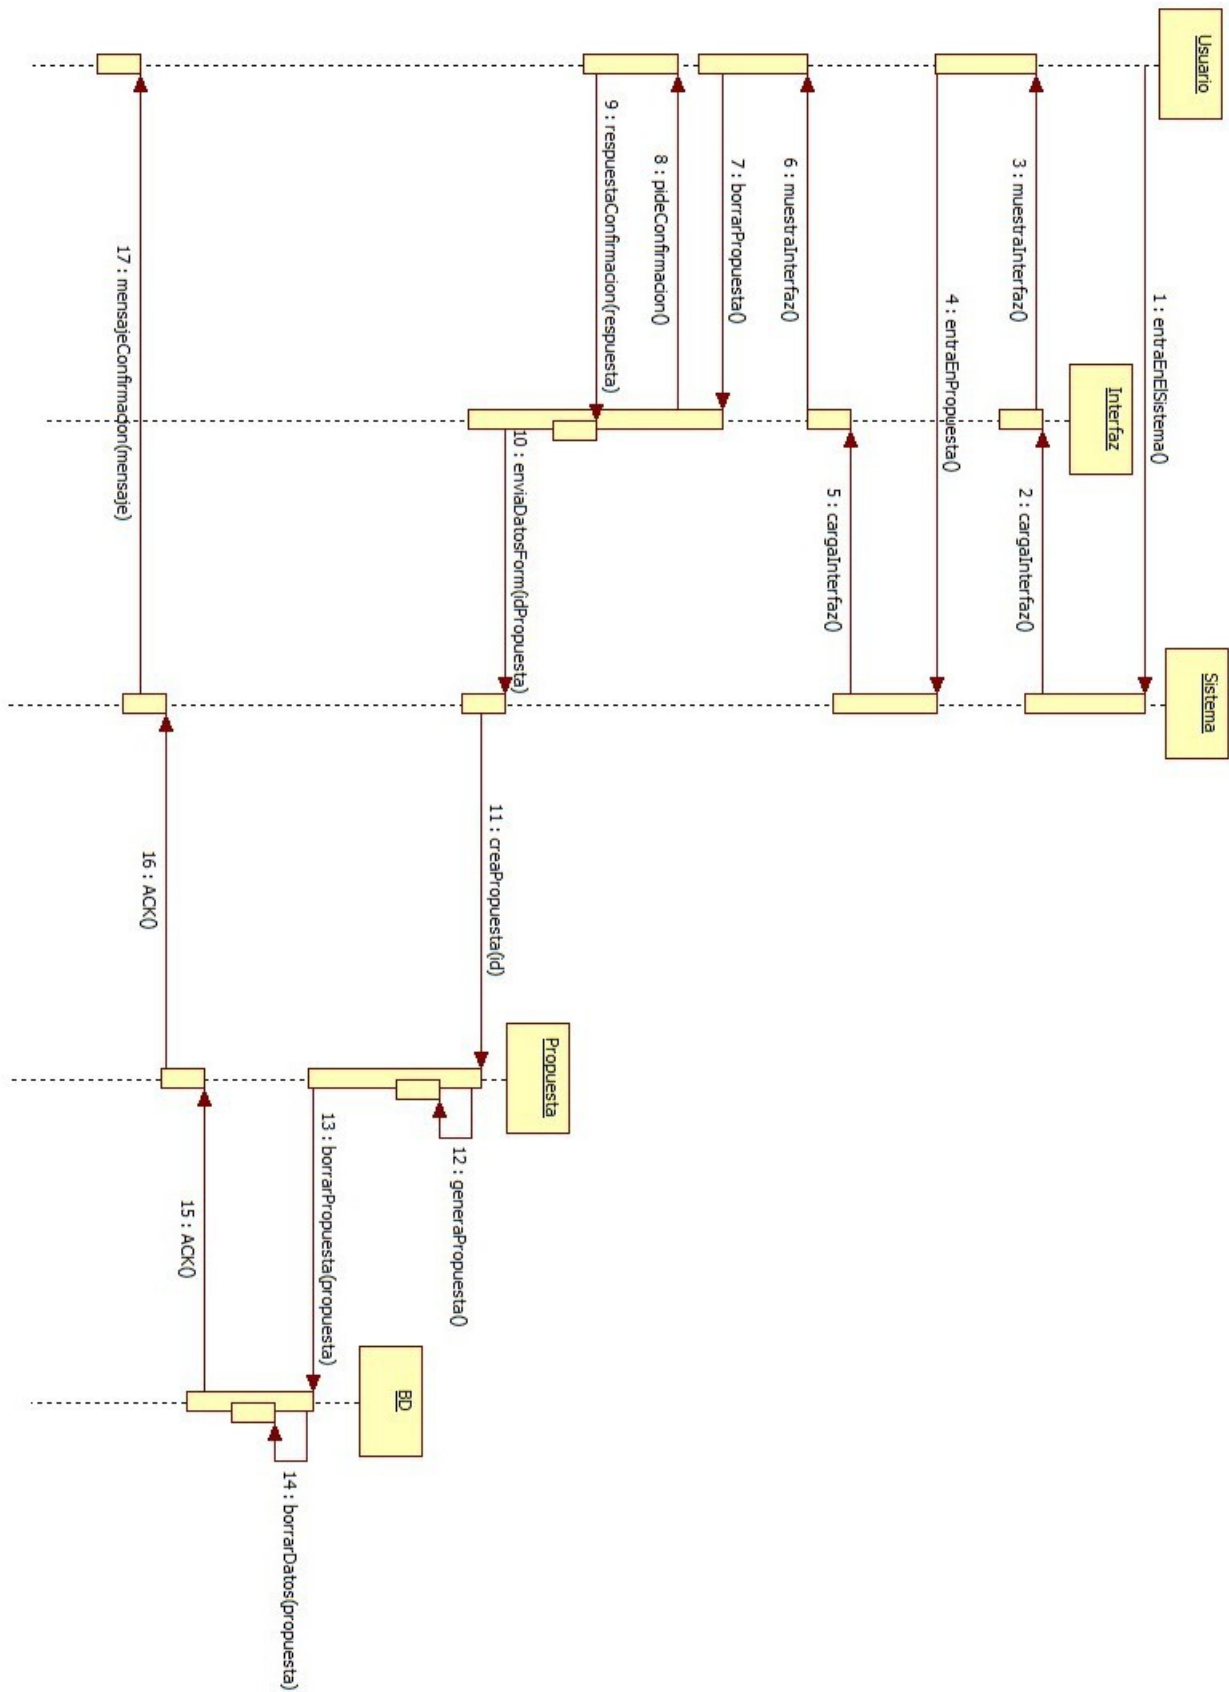 Usuario
Interfaz
Sistema
Propuesta
BD
1 : entraEnElSistema()
2 : cargaInterfaz()
3 : muestraInterfaz()
4 : entraEnPropuesta()
5 : cargaInterfaz()
6 : muestraInterfaz()
7 : borrarPropuesta()
8 : pideConfirmacion()
9 : respuestaConfirmacion(respuesta)
10 : enviaDatosForm(idPropuesta)
11 : creaPropuesta(id)
12 : generaPropuesta()
13 : borrarPropuesta(propuesta)
14 : borrarDatos(propuesta)
15 : ACK()
16 : ACK()
17 : mensajeConfirmacion(mensaje)